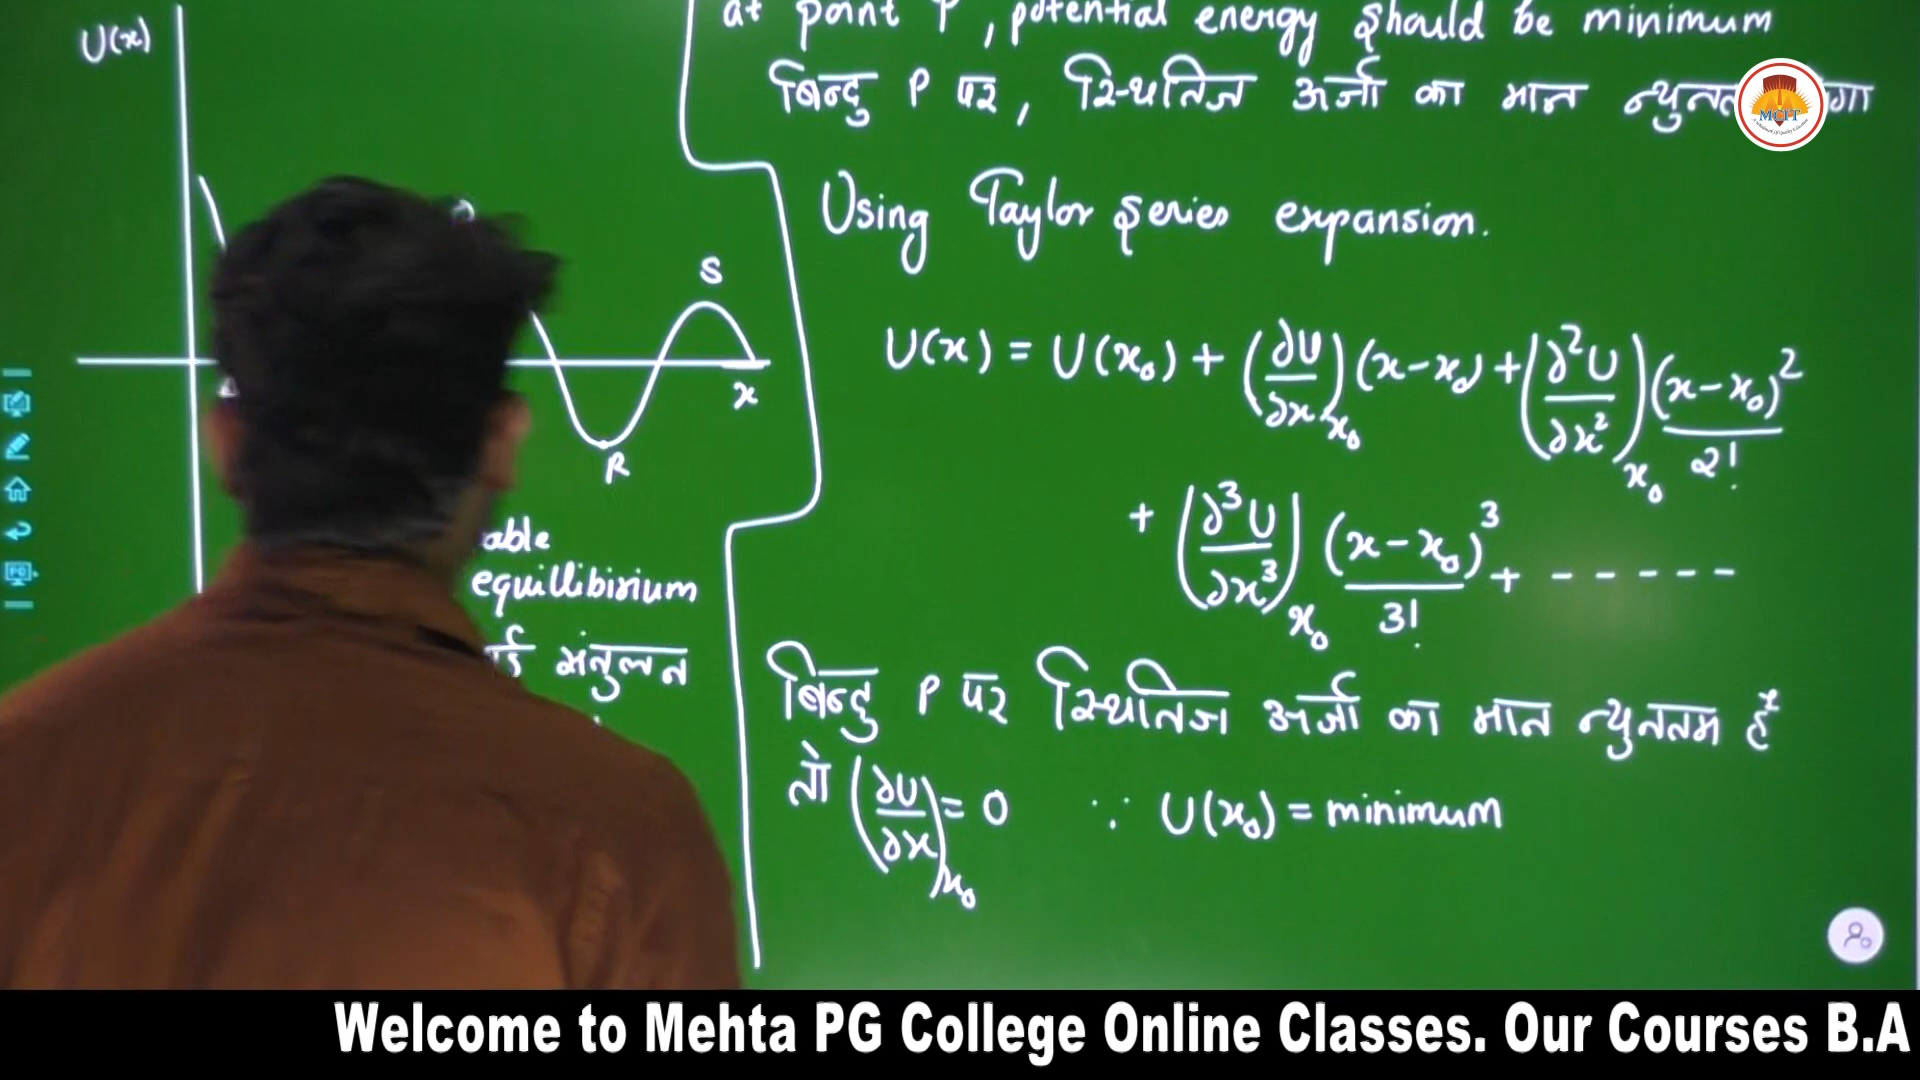 U(x)
S
x
R
able
equillibirium
संतुलन
at point P, potential energy should be minimum
बिन्दु P पर, स्थितिज ऊर्जा का मान
MCIT
Using Taylor series expansion.
U(x) = U(x₀) + (∂U/∂x)ₓ₀ (x-x₀) + (∂²U/∂x²)ₓ₀ (x-x₀)²/2!
+ (∂³U/∂x³)ₓ₀ (x-x₀)³/3! + - - - - -
बिन्दु P पर स्थितिज ऊर्जा का मान न्युनतम है
तो (∂U/∂x)ₓ₀ = 0 ∵ U(x₀) = minimum
Welcome to Mehta PG College Online Classes. Our Courses B.A